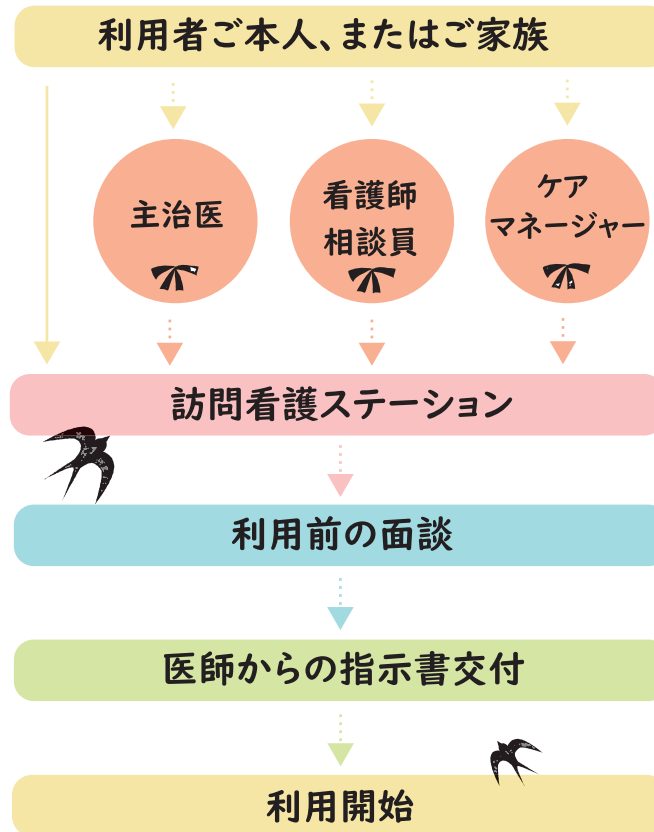 利用者ご本人、またはご家族
主治医
看護師
相談員
ケア
マネージャー
訪問看護ステーション
利用前の面談
医師からの指示書交付
利用開始